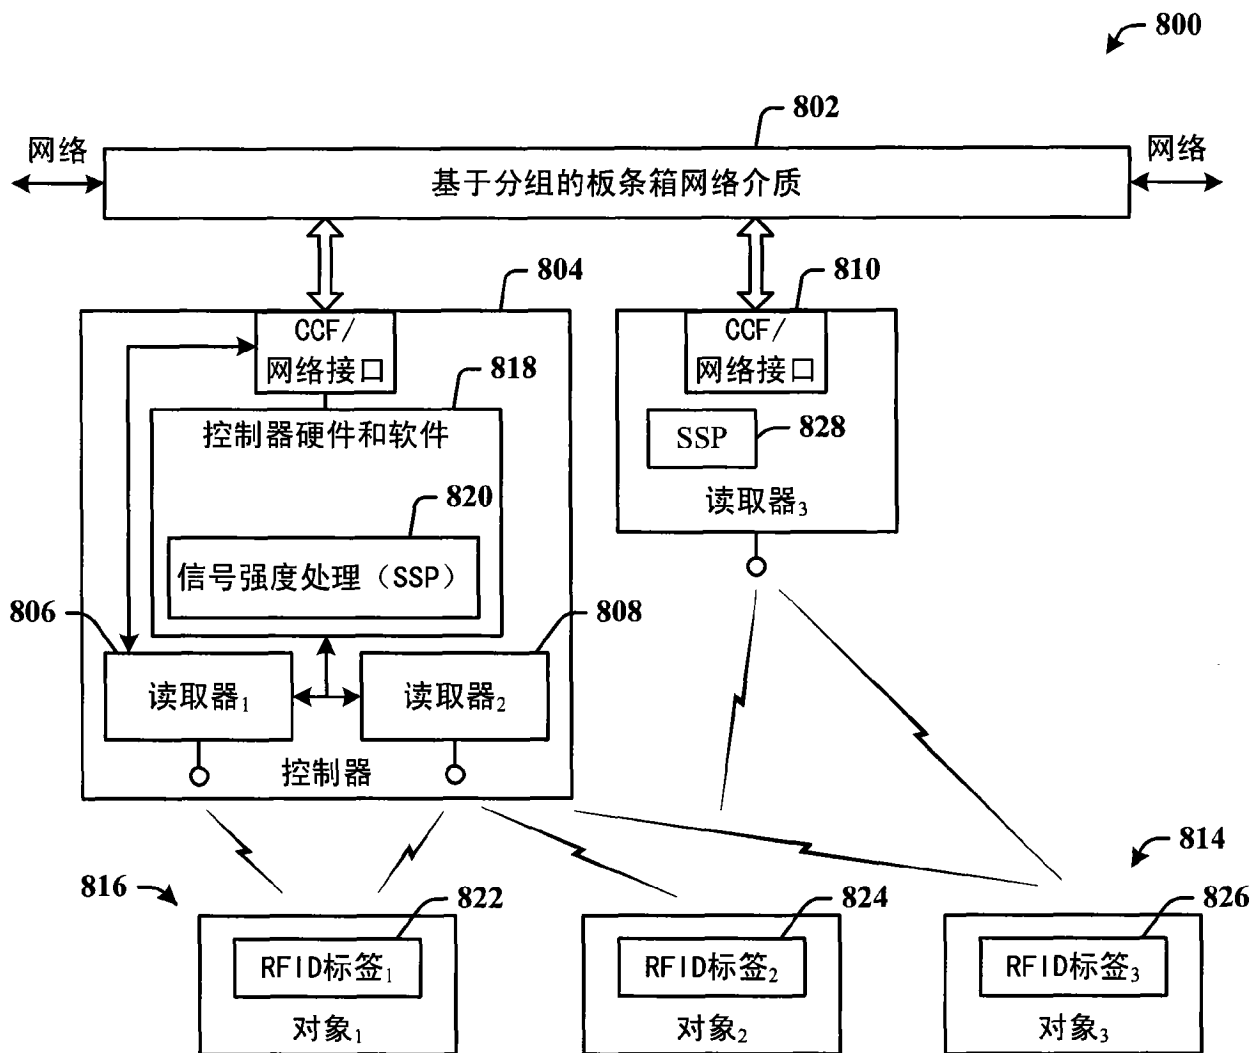 800
802
网络
网络
基于分组的板条箱网络介质
804
810
CCF/
网络接口
CCF/
网络接口
818
控制器硬件和软件
SSP
828
读取器3
820
信号强度处理（SSP）
806
808
读取器1
读取器2
控制器
814
816
822
824
826
RFID标签1
RFID标签2
RFID标签3
对象1
对象2
对象3